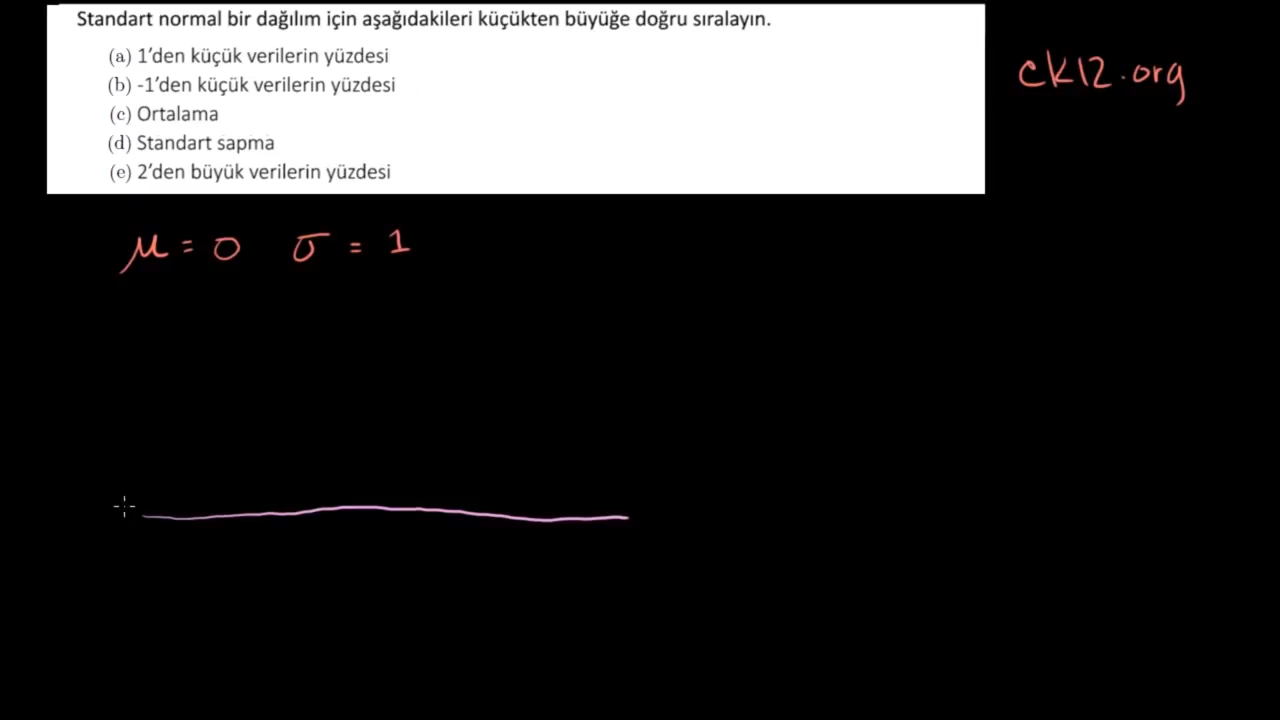 Standart normal bir dağılım için aşağıdakileri küçükten büyüğe doğru sıralayın.
(a) 1’den küçük verilerin yüzdesi
(b) -1’den küçük verilerin yüzdesi
(c) Ortalama
(d) Standart sapma
(e) 2’den büyük verilerin yüzdesi
ck12.org
μ = 0 σ = 1